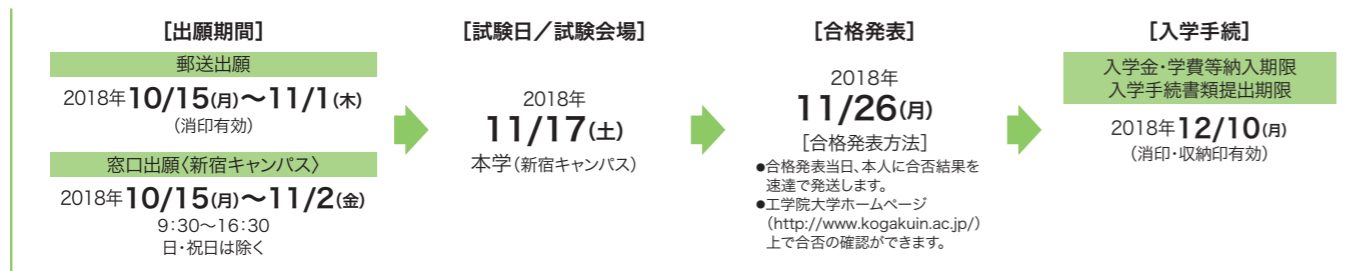 [出願期間]
郵送出願
2018年10/15(月)〜11/1(木)
(消印有効)
窓口出願〈新宿キャンパス〉
2018年10/15(月)〜11/2(金)
9:30〜16:30
日・祝日は除く
[試験日／試験会場]
2018年
11/17(土)
本学(新宿キャンパス)
[合格発表]
2018年
11/26(月)
[合格発表方法]
●合格発表当日、本人に合否結果を
速達で発送します。
●工学院大学ホームページ
(http://www.kogakuin.ac.jp/)
上で合否の確認ができます。
[入学手続]
入学金・学費等納入期限
入学手続書類提出期限
2018年12/10(月)
(消印・収納印有効)